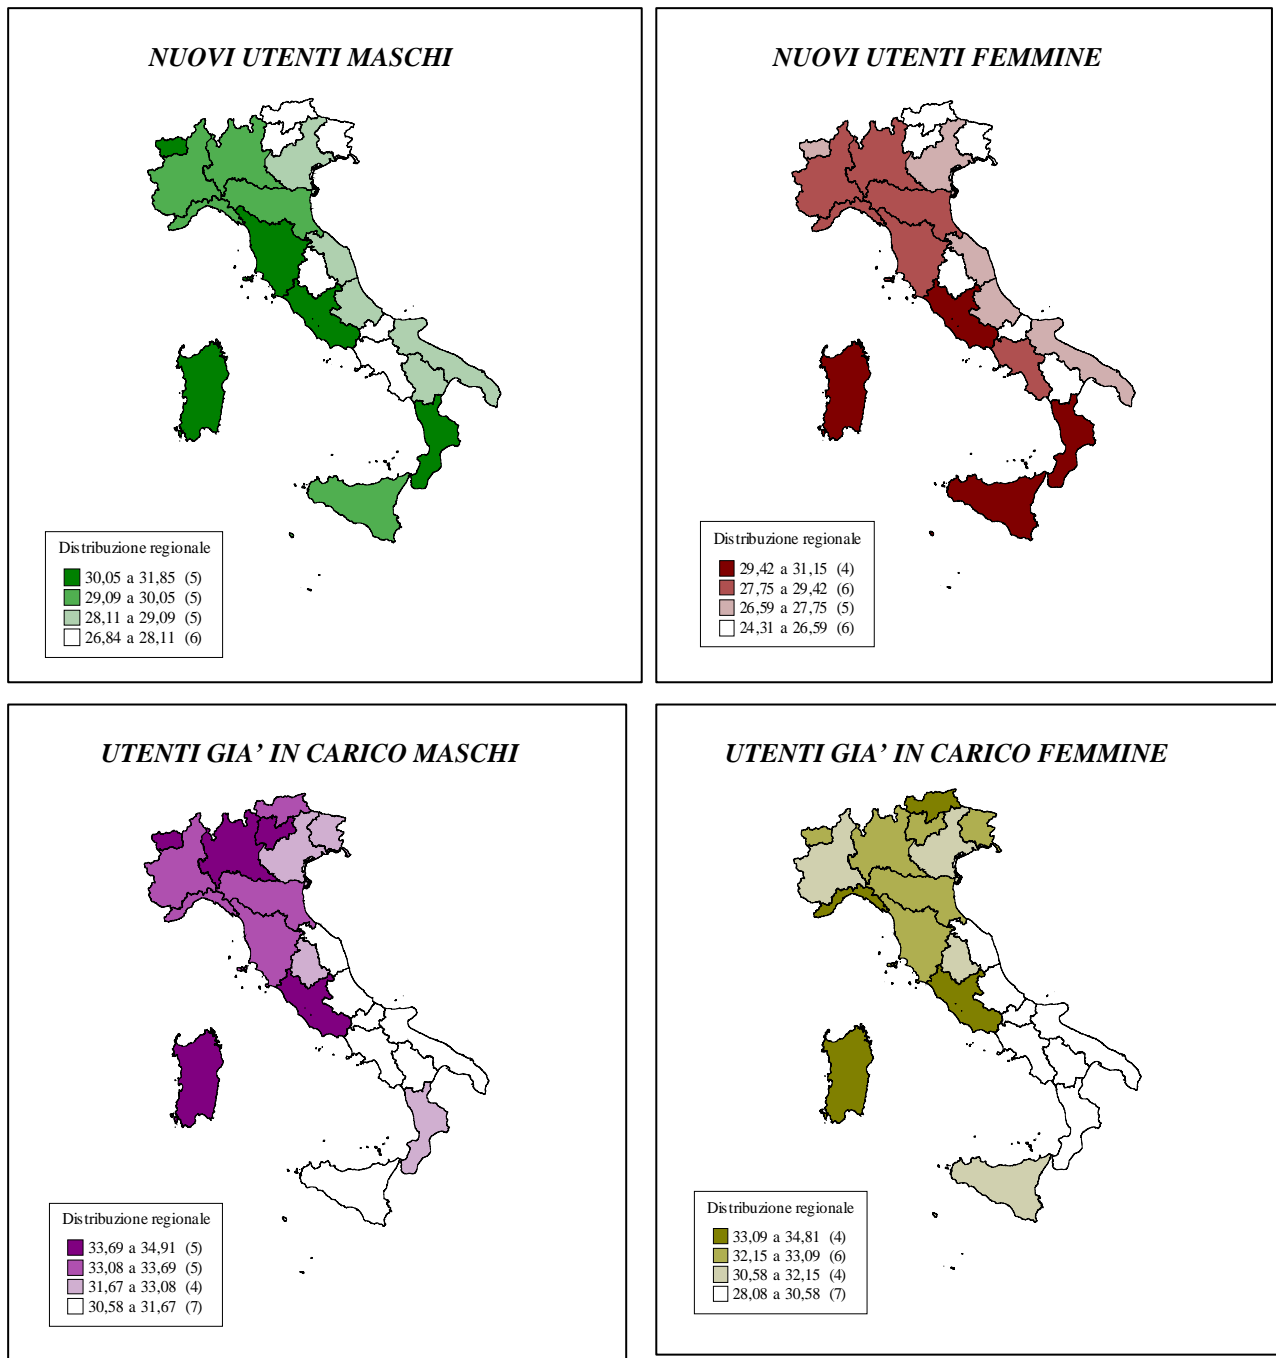 NUOVI UTENTI MASCHI
Distribuzione regionale
30,05 a 31,85 (5)
29,09 a 30,05 (5)
28,11 a 29,09 (5)
26,84 a 28,11 (6)
NUOVI UTENTI FEMMINE
Distribuzione regionale
29,42 a 31,15 (4)
27,75 a 29,42 (6)
26,59 a 27,75 (5)
24,31 a 26,59 (6)
UTENTI GIA’ IN CARICO MASCHI
Distribuzione regionale
33,69 a 34,91 (5)
33,08 a 33,69 (5)
31,67 a 33,08 (4)
30,58 a 31,67 (7)
UTENTI GIA’ IN CARICO FEMMINE
Distribuzione regionale
33,09 a 34,81 (4)
32,15 a 33,09 (6)
30,58 a 32,15 (4)
28,08 a 30,58 (7)